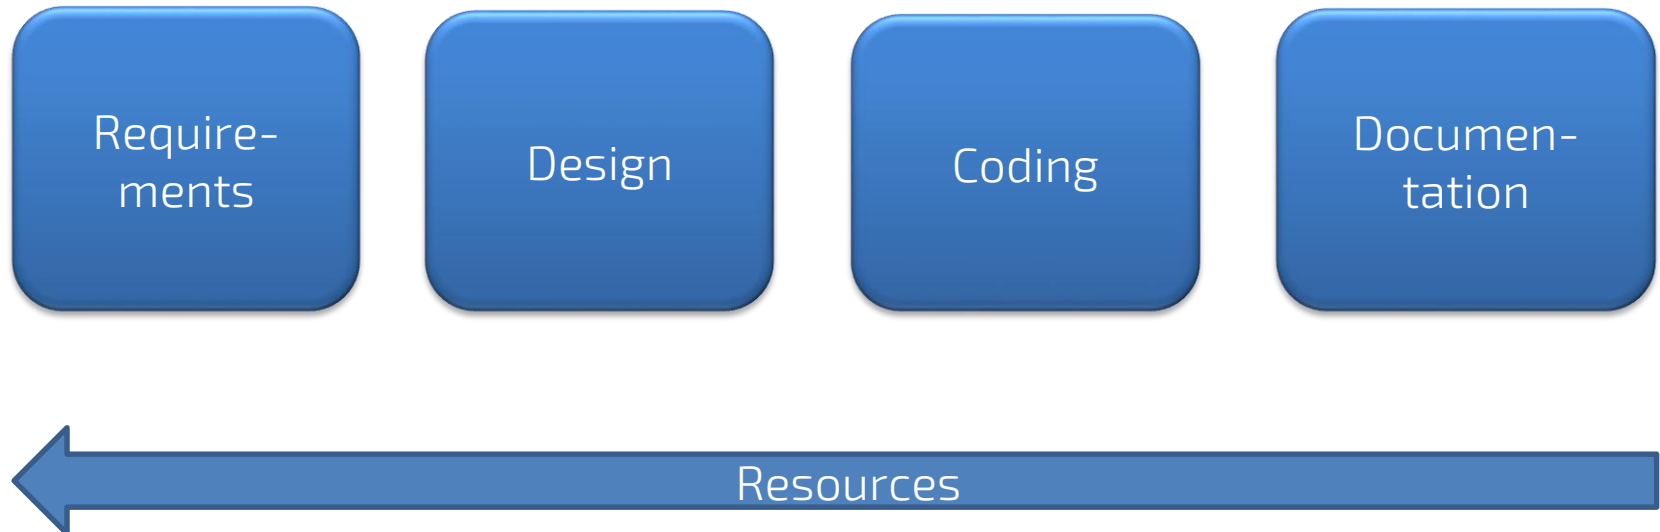 Require-
ments
Design
Coding
Documen-
tation
Resources